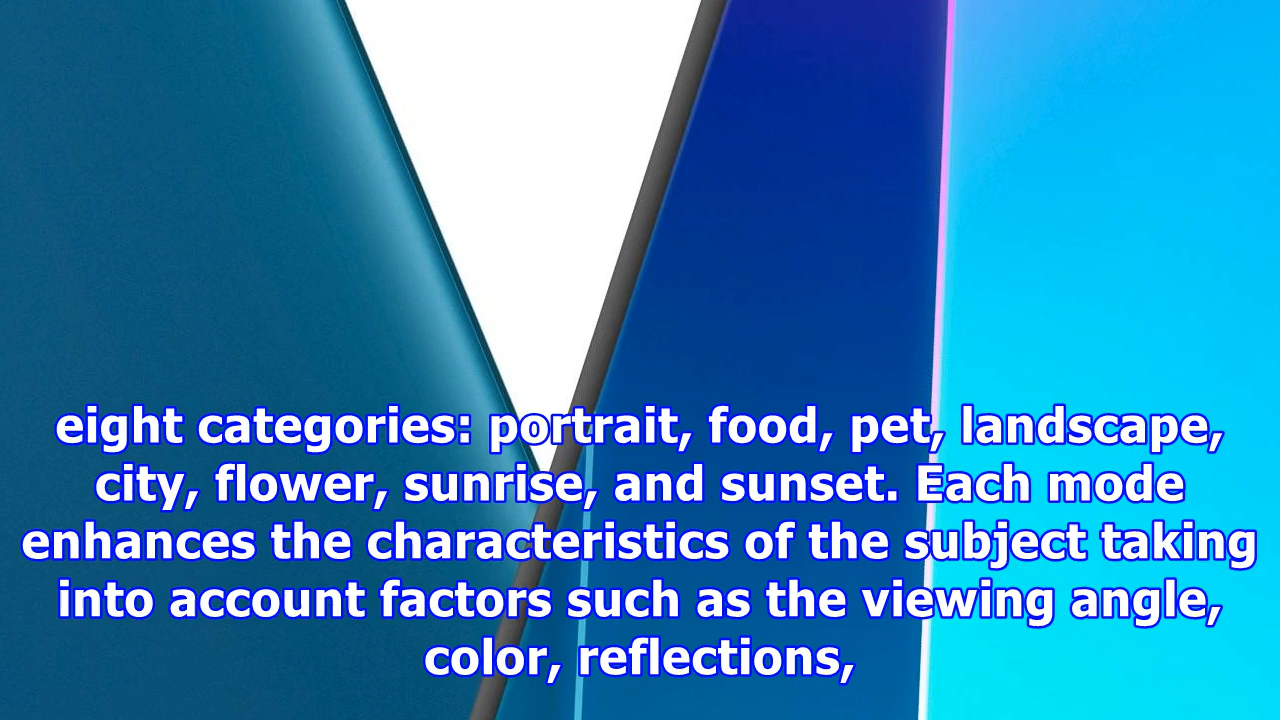 eight categories: portrait, food, pet, landscape,
city, flower, sunrise, and sunset. Each mode
enhances the characteristics of the subject taking
into account factors such as the viewing angle,
color, reflections,